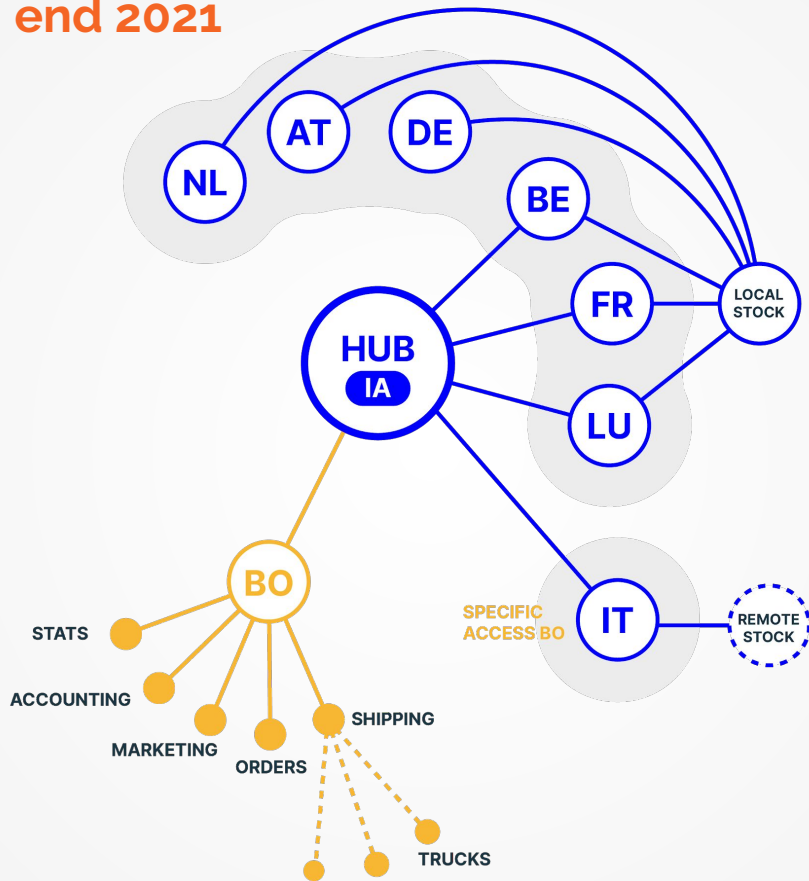 end 2021
AT
DE
NL
BE
LOCAL
STOCK
FR
HUB
IA
LU
BO
SPECIFIC
ACCESS BO
IT
REMOTE
STOCK
STATS
ACCOUNTING
MARKETING
ORDERS
SHIPPING
TRUCKS